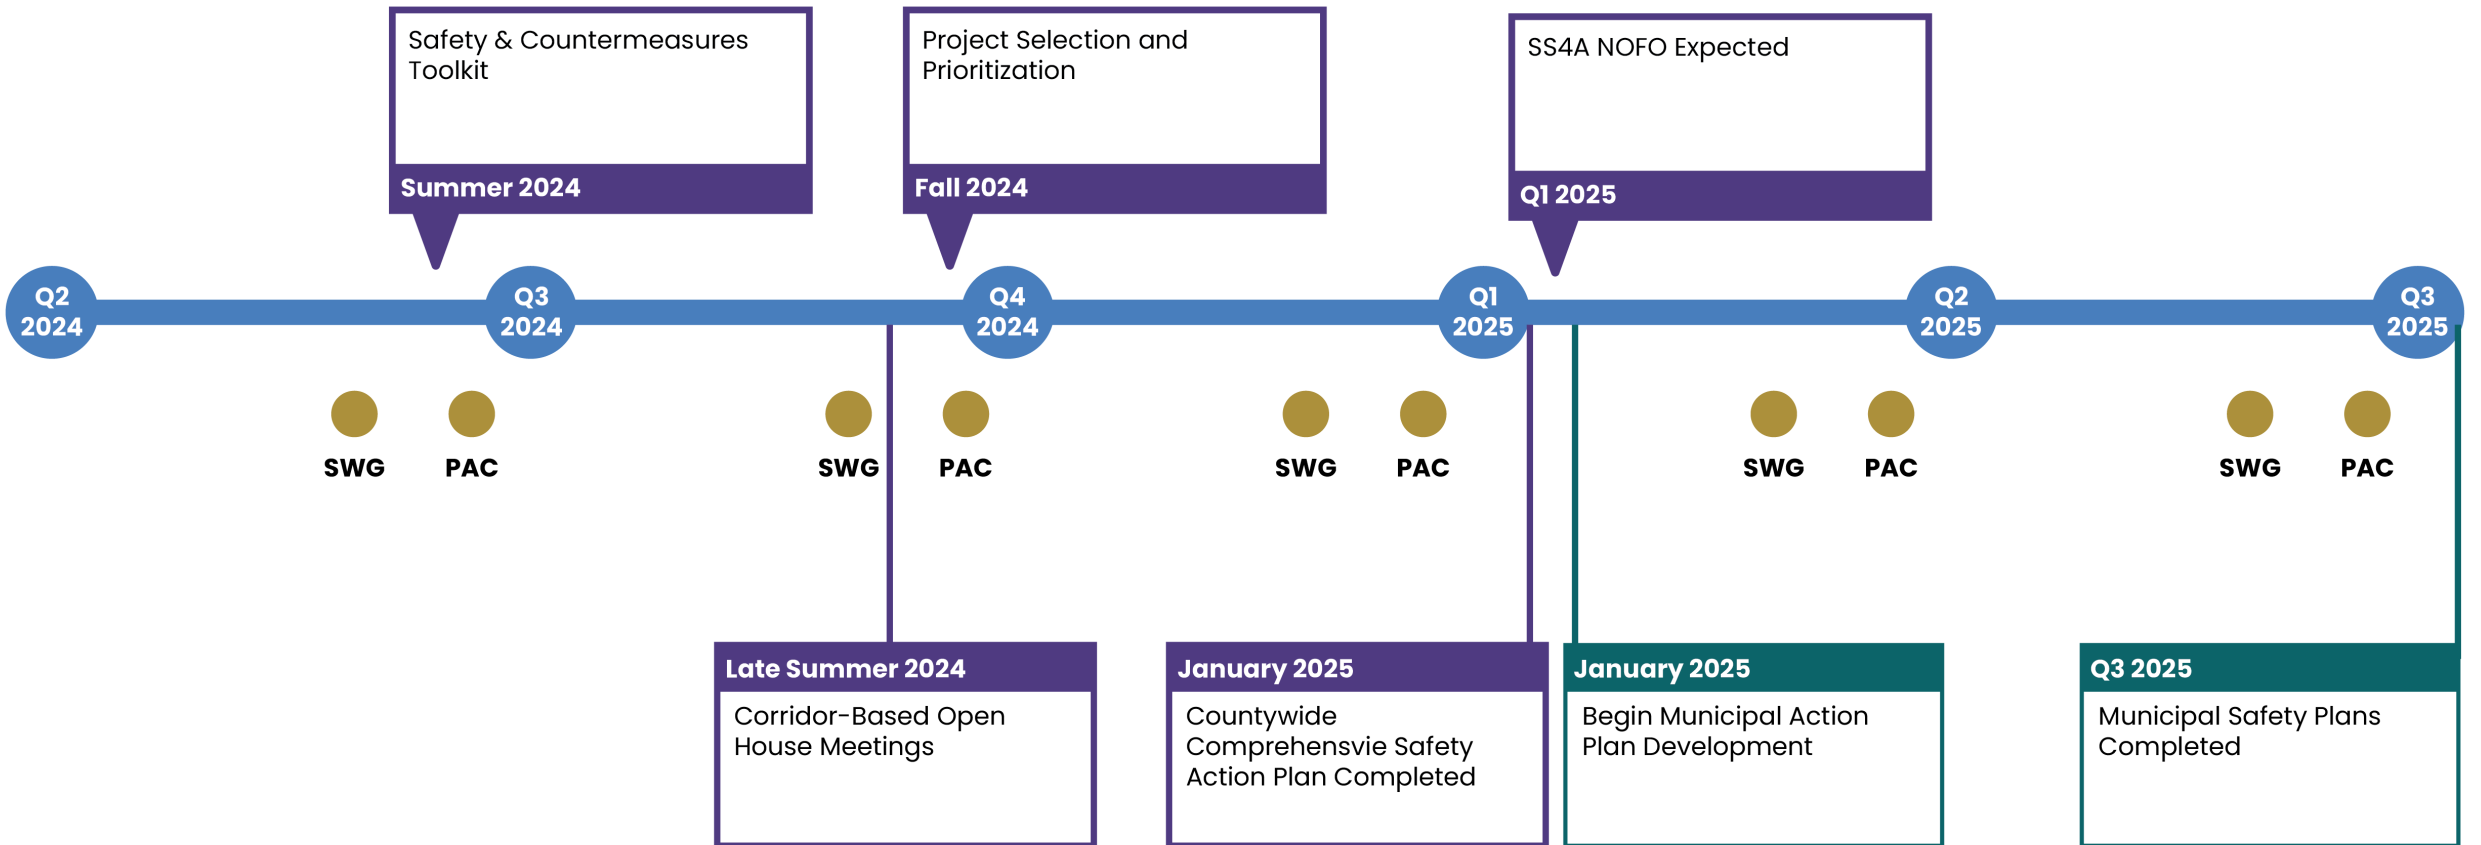 Safety & Countermeasures
Toolkit
Summer 2024
Project Selection and
Prioritization
Fall 2024
SS4A NOFO Expected
Q1 2025
Q2
2024
Q3
2024
Q4
2024
Q1
2025
Q2
2025
Q3
2025
SWG
PAC
SWG
PAC
SWG
PAC
SWG
PAC
SWG
PAC
Late Summer 2024
Corridor-Based Open
House Meetings
January 2025
Countywide
Comprehensvie Safety
Action Plan Completed
January 2025
Begin Municipal Action
Plan Development
Q3 2025
Municipal Safety Plans
Completed